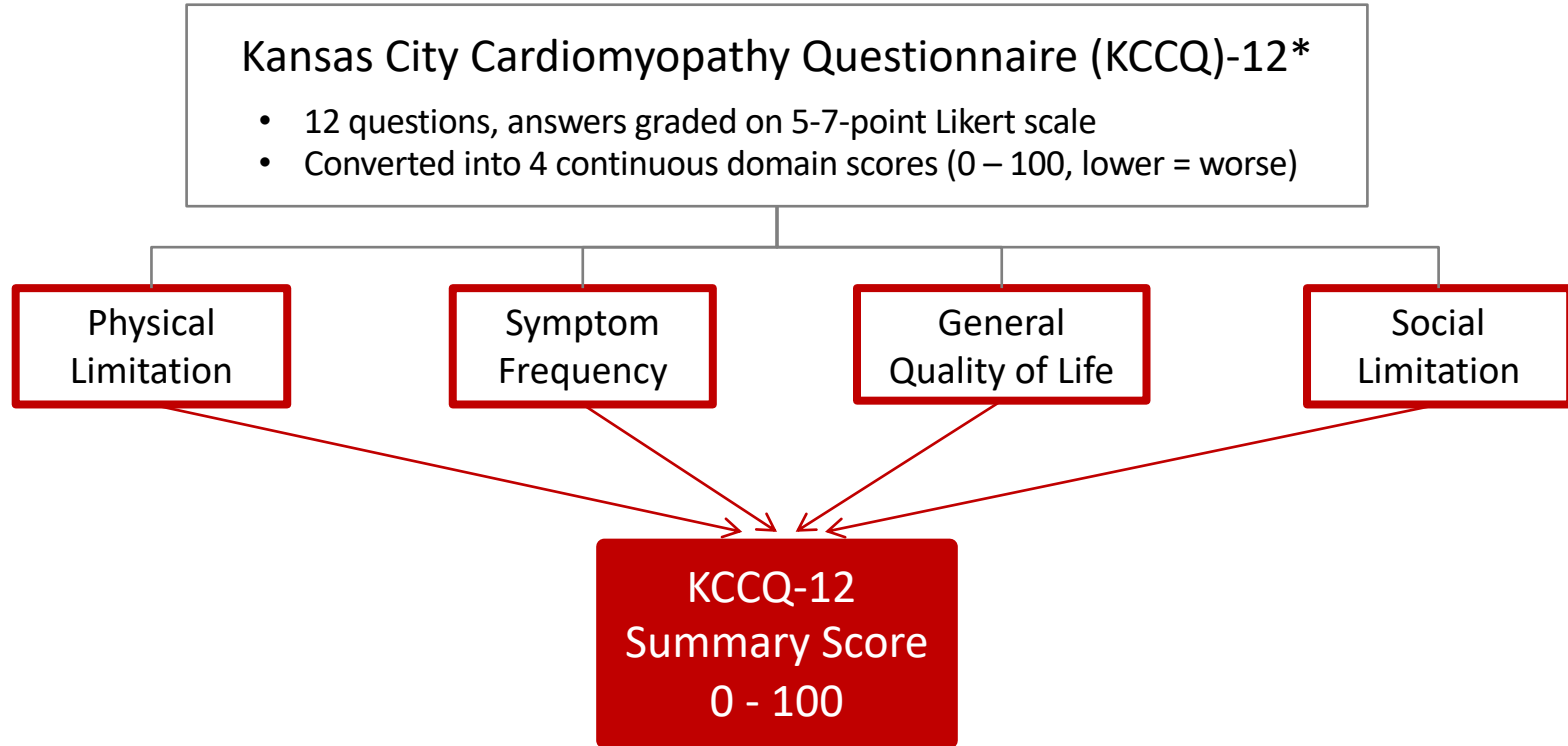 Kansas City Cardiomyopathy Questionnaire (KCCQ)-12*
• 12 questions, answers graded on 5-7-point Likert scale
• Converted into 4 continuous domain scores (0 – 100, lower = worse)
Physical
Limitation
Symptom
Frequency
General
Quality of Life
Social
Limitation
KCCQ-12
Summary Score
0 - 100